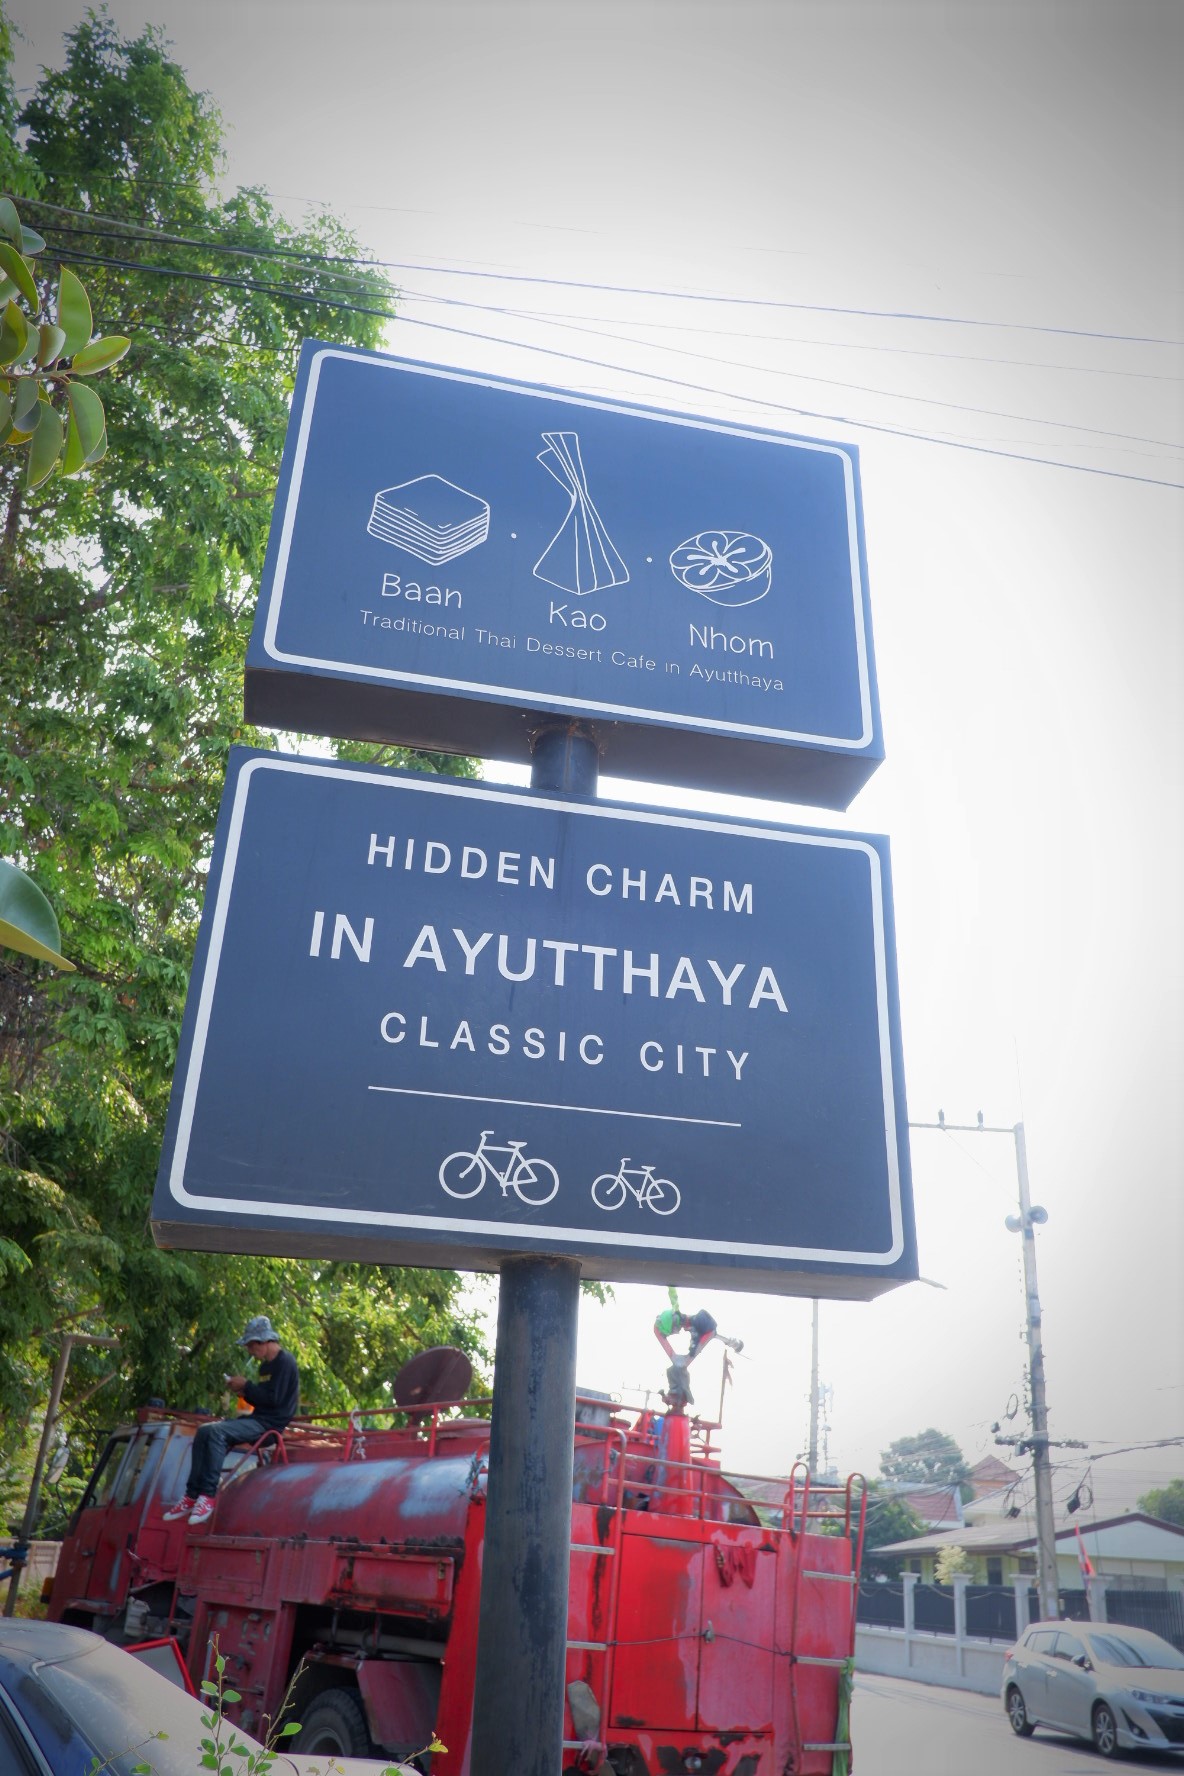 Baan · Kao · Nhom
Traditional Thai Dessert Cafe in Ayutthaya
HIDDEN CHARM
IN AYUTTHAYA
CLASSIC CITY